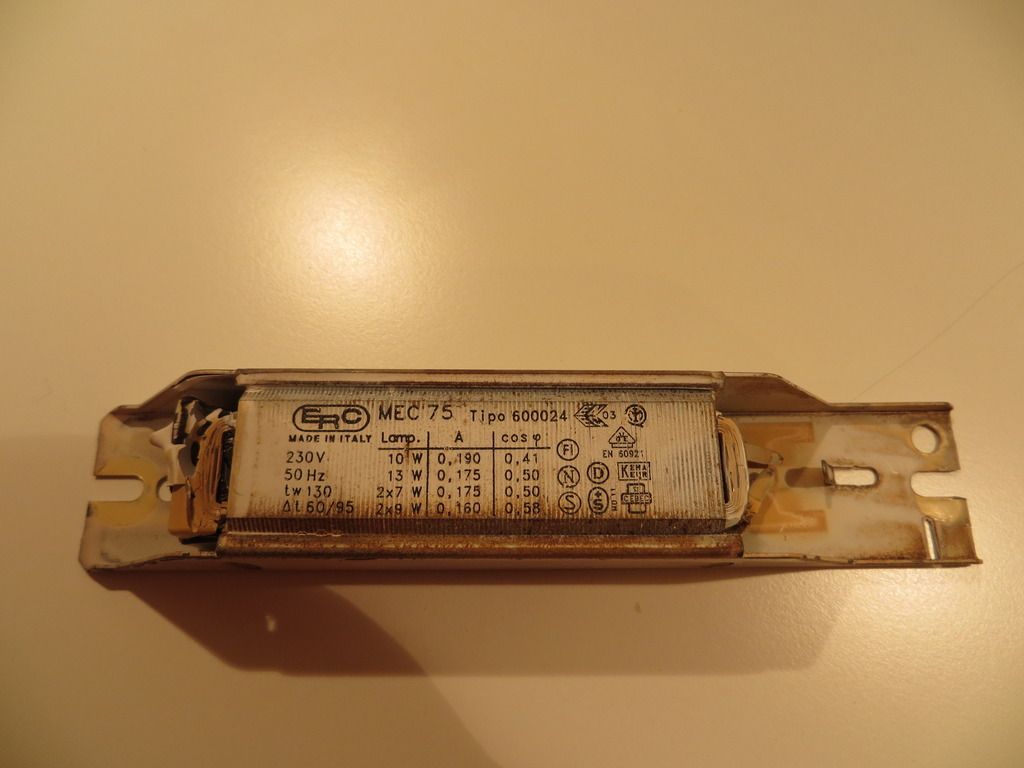 ERC MEC 75 Tipo 600024 03
MADE IN ITALY Lamp. A cos φ
230V 10 W 0,190 0,41
50 Hz 13 W 0,175 0,50
tw 130 2x7 W 0,175 0,50
Δt 60/95 2x9 W 0,160 0,58
FI
EN 60921
N D KEMA KEUR
S +S